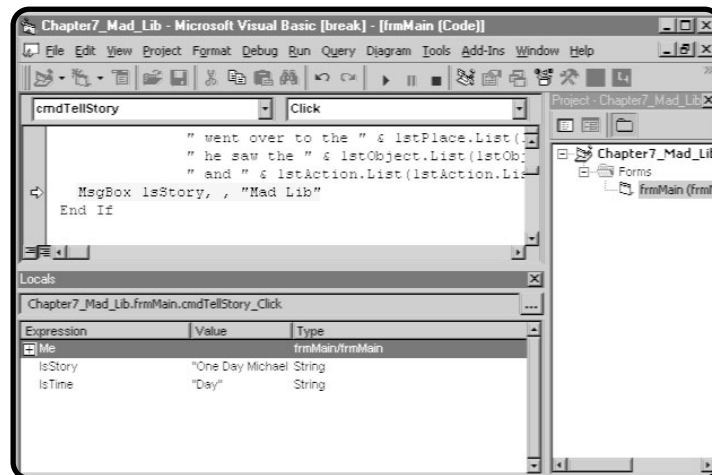 Chapter7_Mad_Lib - Microsoft Visual Basic [break] - [frmMain (Code)]
File Edit View Project Format Debug Run Query Diagram Tools Add-Ins Window Help
cmdTellStory Click
" went over to the " & lstPlace.List(
" he saw the " & lstObject.List(lstObj
" and " & lstAction.List(lstAction.Lis
MsgBox lsStory, , "Mad Lib"
End If
Project - Chapter7_Mad_Lib
Chapter7_Mad_Lib
Forms
frmMain (frmM
Locals
Chapter7_Mad_Lib.frmMain.cmdTellStory_Click ...
Expression Value Type
Me frmMain/frmMain
lsStory "One Day Michael String
lsTime "Day" String